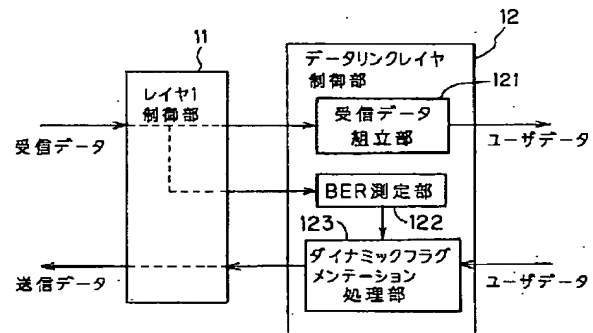 11
12
データリンクレイヤ
制御部
121
レイヤ1
制御部
受信データ
組立部
受信データ
ユーザデータ
BER測定部
122
123
ダイナミックフラグ
メンテーション
処理部
送信データ
ユーザデータ